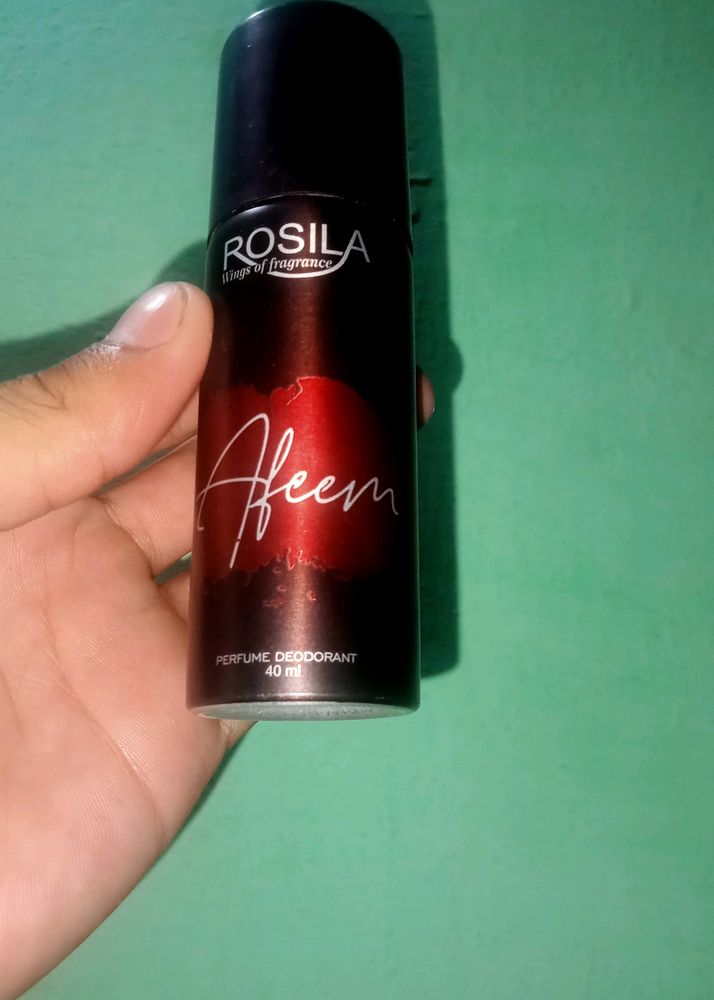 ROSILA
Wings of fragrance
Afeem
PERFUME DEODORANT
40 ml